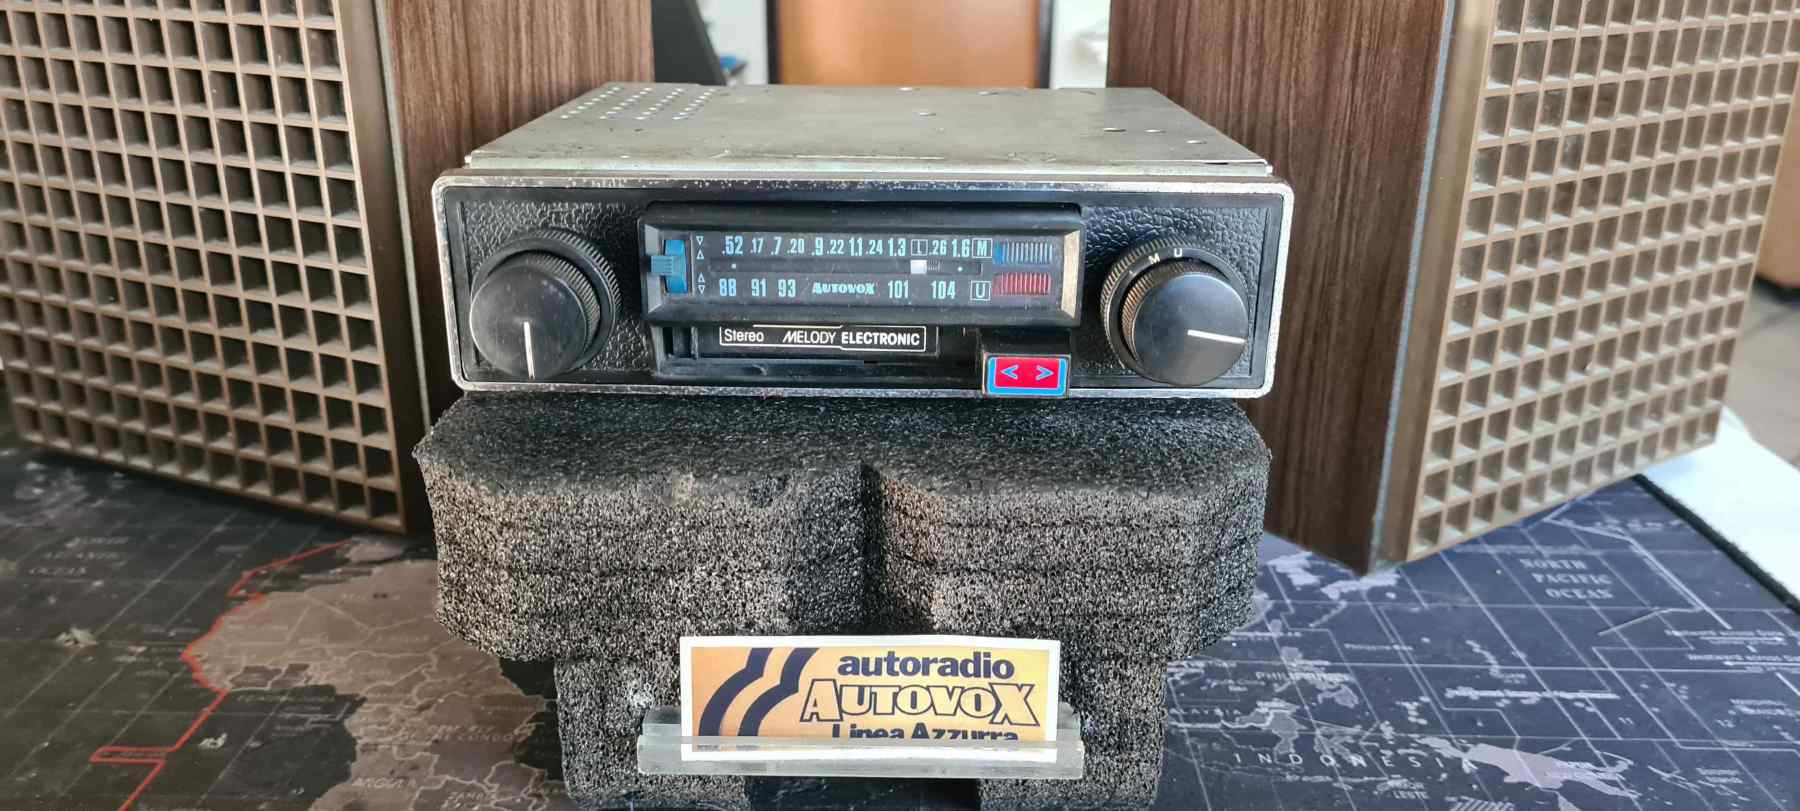 M U
.52 .17 .7 .20 .9 .22 1.1 .24 1.3 L .26 1.6 M
88 91 93 AUTOVOX 101 104 U
Stereo MELODY ELECTRONIC
< >
autoradio
AUTOVOX
Linea Azzurra
NORTH
PACIFIC
OCEAN
INDONESIA